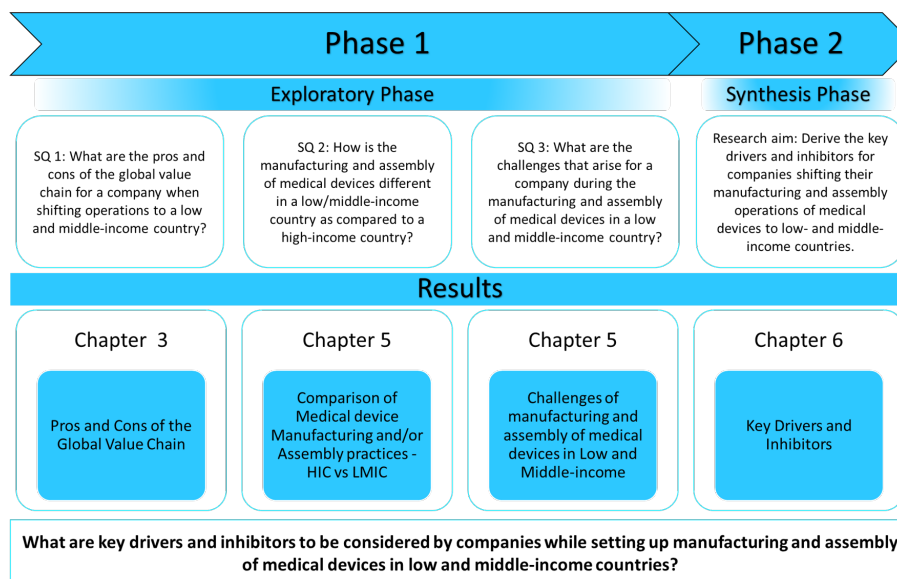 Phase 1
Phase 2
Exploratory Phase
Synthesis Phase
SQ 1: What are the pros and
cons of the global value
chain for a company when
shifting operations to a low
and middle-income country?
SQ 2: How is the
manufacturing and assembly
of medical devices different
in a low/middle-income
country as compared to a
high-income country?
SQ 3: What are the
challenges that arise for a
company during the
manufacturing and assembly
of medical devices in a low
and middle-income country?
Research aim: Derive the key
drivers and inhibitors for
companies shifting their
manufacturing and assembly
operations of medical
devices to low- and middle-
income countries.
Results
Chapter 3
Pros and Cons of the
Global Value Chain
Chapter 5
Comparison of
Medical device
Manufacturing and/or
Assembly practices -
HIC vs LMIC
Chapter 5
Challenges of
manufacturing and
assembly of medical
devices in Low and
Middle-income
Chapter 6
Key Drivers and
Inhibitors
What are key drivers and inhibitors to be considered by companies while setting up manufacturing and assembly
of medical devices in low and middle-income countries?